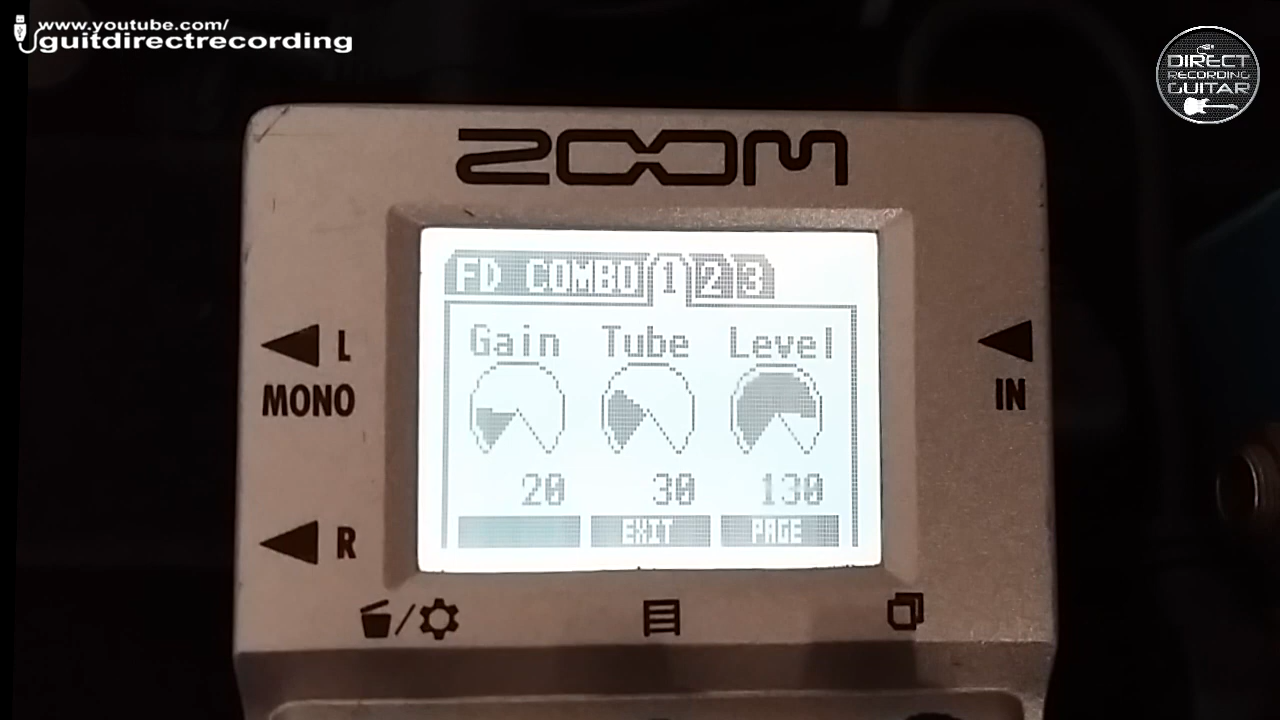 www.youtube.com/
guitdirectrecording
DIRECT
RECORDING
GUITAR
ZOOM
FD COMBO 1 2 3
Gain Tube Level
20 30 130
EXIT PAGE
L
MONO
R
IN